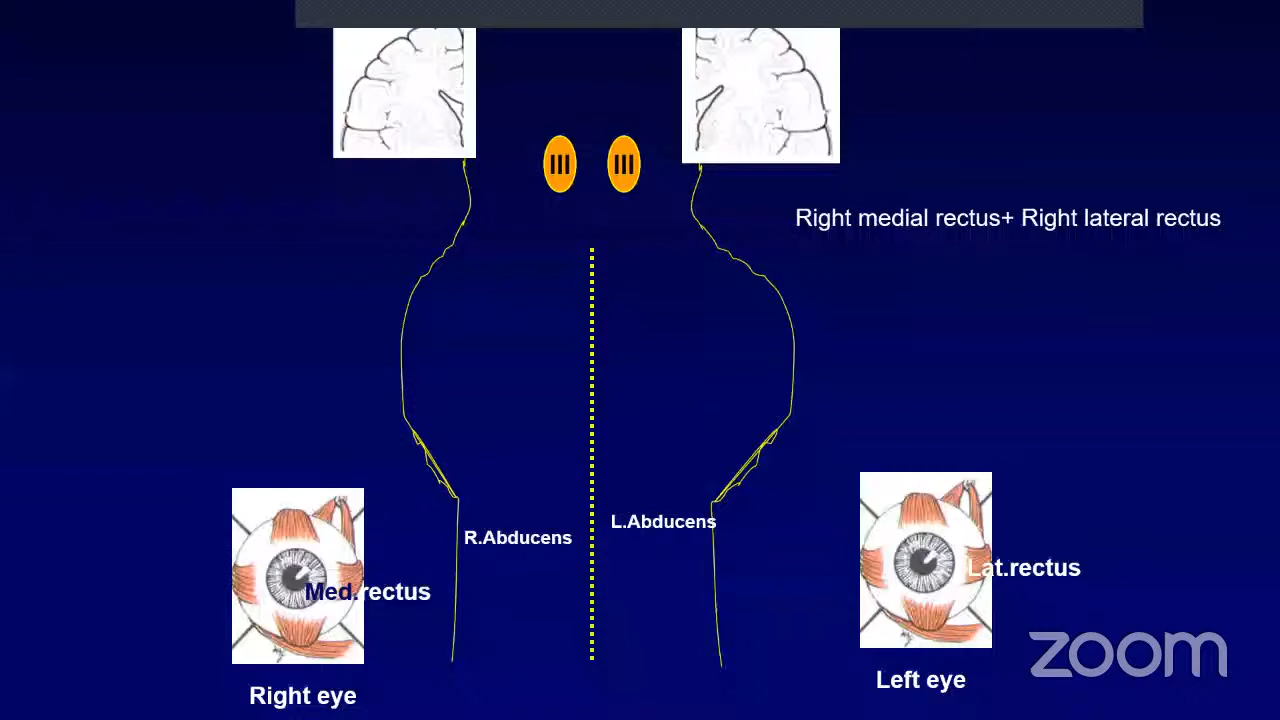 III III
Right medial rectus+ Right lateral rectus
L.Abducens
R.Abducens
Lat.rectus
Med.rectus
zoom
Left eye
Right eye